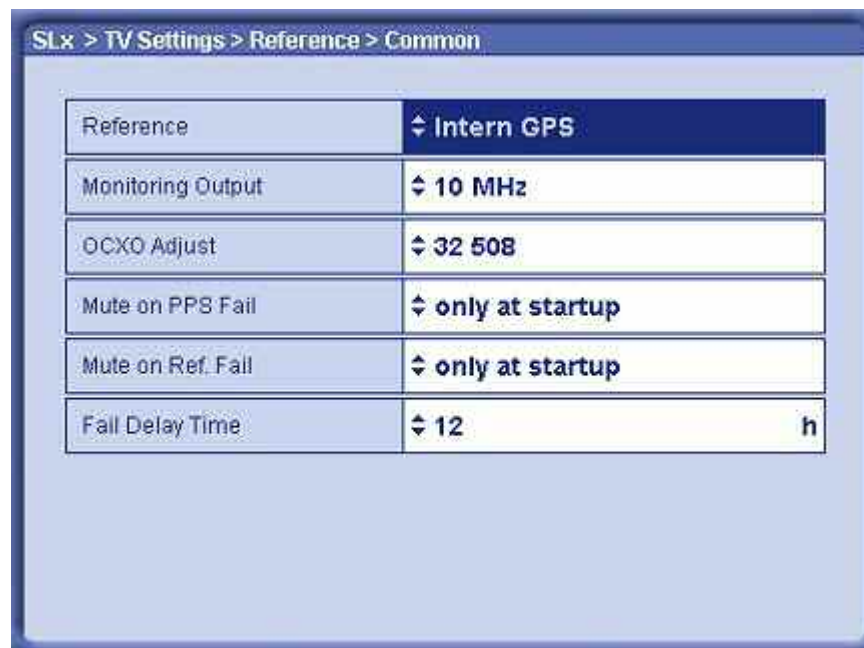 SLx > TV Settings > Reference > Common
Reference Intern GPS
Monitoring Output 10 MHz
OCXO Adjust 32 508
Mute on PPS Fail only at startup
Mute on Ref. Fail only at startup
Fail Delay Time 12 h